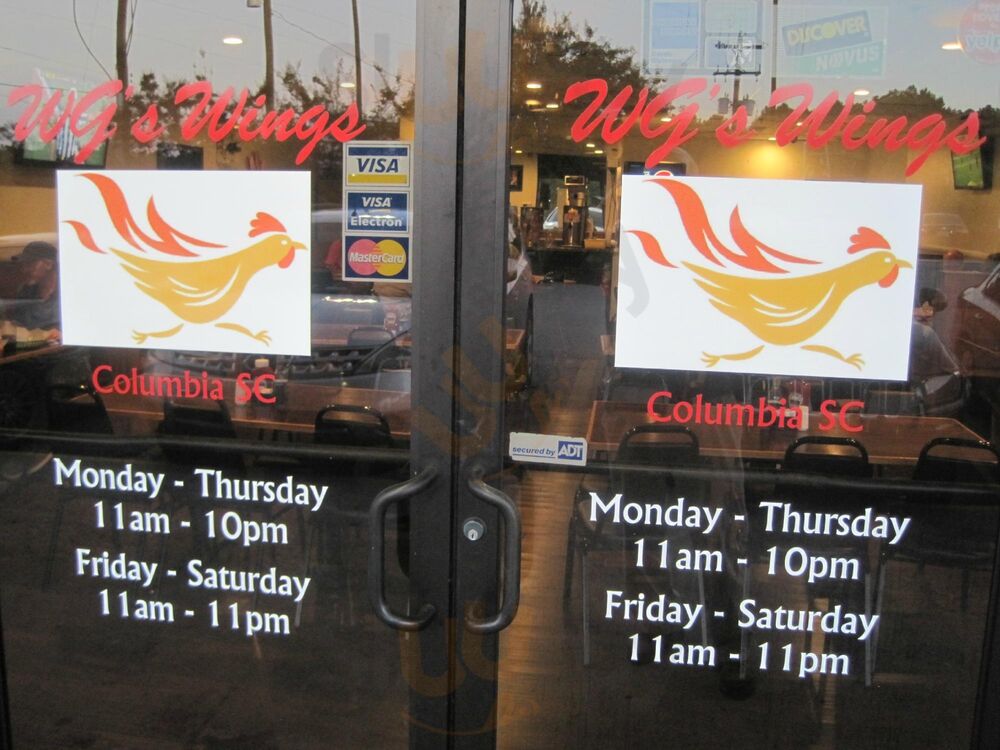 WG's Wings
VISA
VISA
Electron
MasterCard
Columbia SC
Monday - Thursday
11am - 10pm
Friday - Saturday
11am - 11pm
DISCOVER
NOVUS
WG's Wings
Columbia SC
secured by ADT
Monday - Thursday
11am - 10pm
Friday - Saturday
11am - 11pm